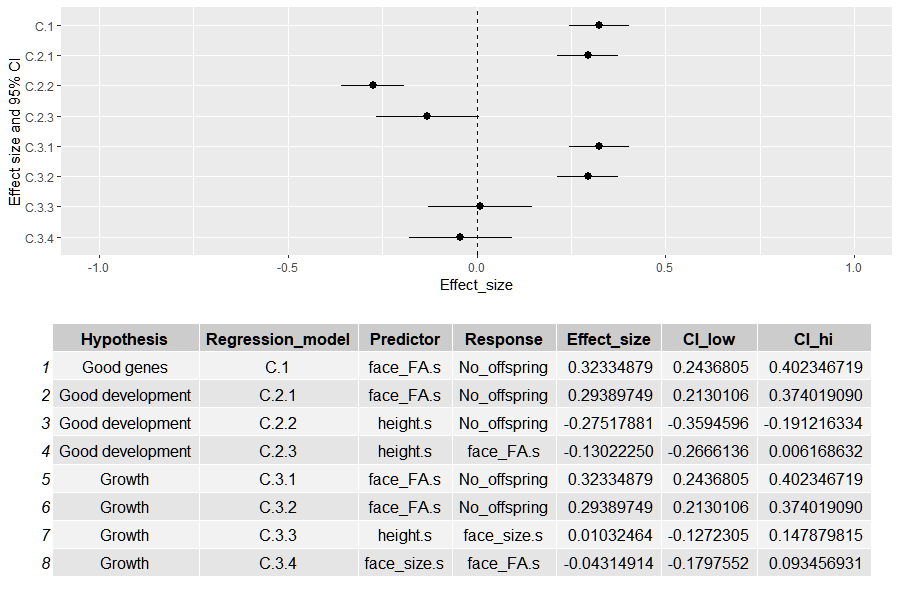 C.1
C.2.1
C.2.2
C.2.3
C.3.1
C.3.2
C.3.3
C.3.4
Effect size and 95% CI
-1.0 -0.5 0.0 0.5 1.0
Effect_size
Hypothesis Regression_model Predictor Response Effect_size CI_low CI_hi
1 Good genes C.1 face_FA.s No_offspring 0.32334879 0.2436805 0.402346719
2 Good development C.2.1 face_FA.s No_offspring 0.29389749 0.2130106 0.374019090
3 Good development C.2.2 height.s No_offspring -0.27517881 -0.3594596 -0.191216334
4 Good development C.2.3 height.s face_FA.s -0.13022250 -0.2666136 0.006168632
5 Growth C.3.1 face_FA.s No_offspring 0.32334879 0.2436805 0.402346719
6 Growth C.3.2 face_FA.s No_offspring 0.29389749 0.2130106 0.374019090
7 Growth C.3.3 height.s face_size.s 0.01032464 -0.1272305 0.147879815
8 Growth C.3.4 face_size.s face_FA.s -0.04314914 -0.1797552 0.093456931